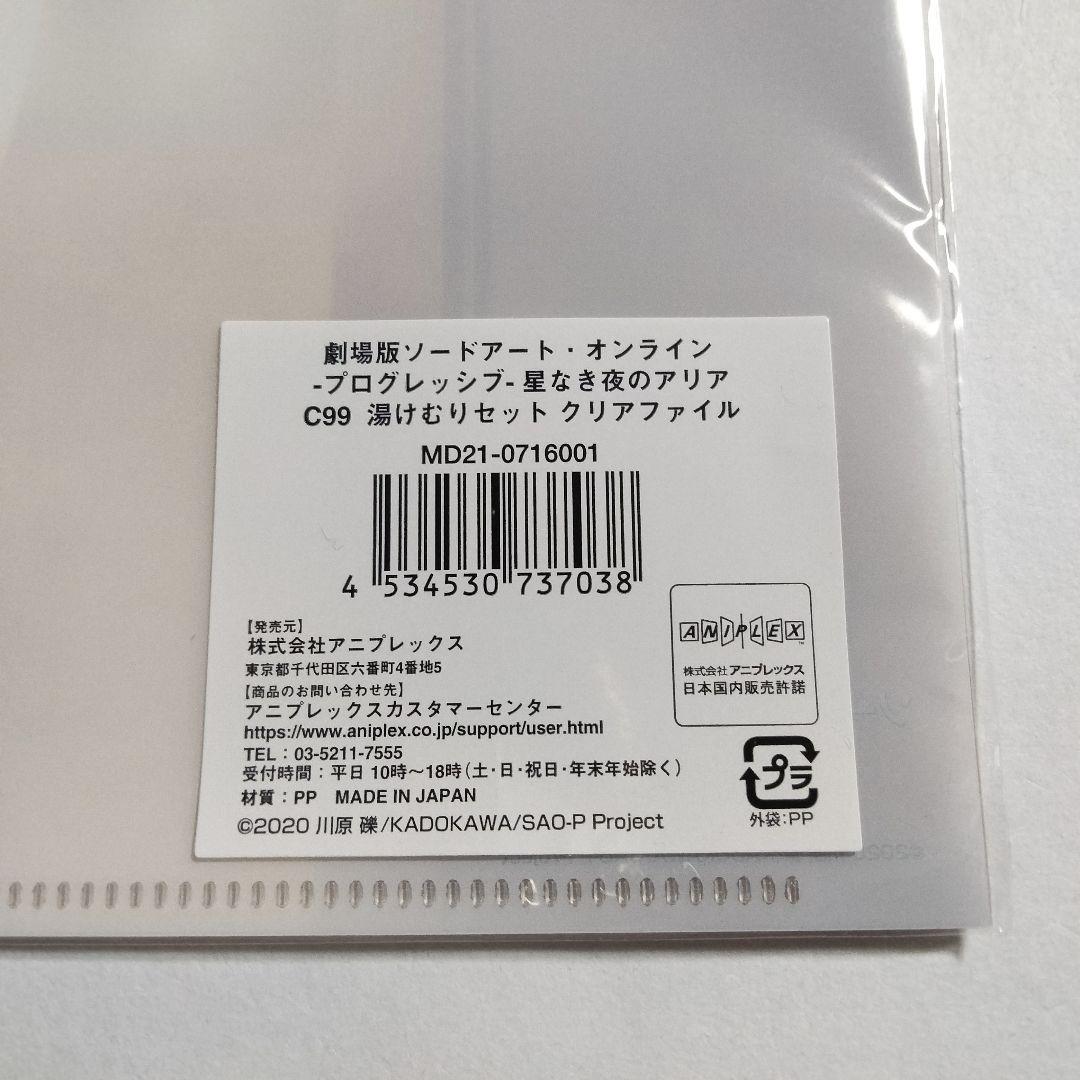 劇場版ソードアート・オンライン
-プログレッシブ- 星なき夜のアリア
C99 湯けむりセット クリアファイル
MD21-0716001
4 534530 737038
【発売元】
株式会社アニプレックス
東京都千代田区六番町4番地5
【商品のお問い合わせ先】
アニプレックスカスタマーセンター
https://www.aniplex.co.jp/support/user.html
TEL：03-5211-7555
受付時間：平日 10時～18時(土・日・祝日・年末年始除く)
材質：PP MADE IN JAPAN
©2020 川原 礫/KADOKAWA/SAO-P Project
ANIPLEX™
株式会社アニプレックス
日本国内販売許諾
プラ
外袋：PP